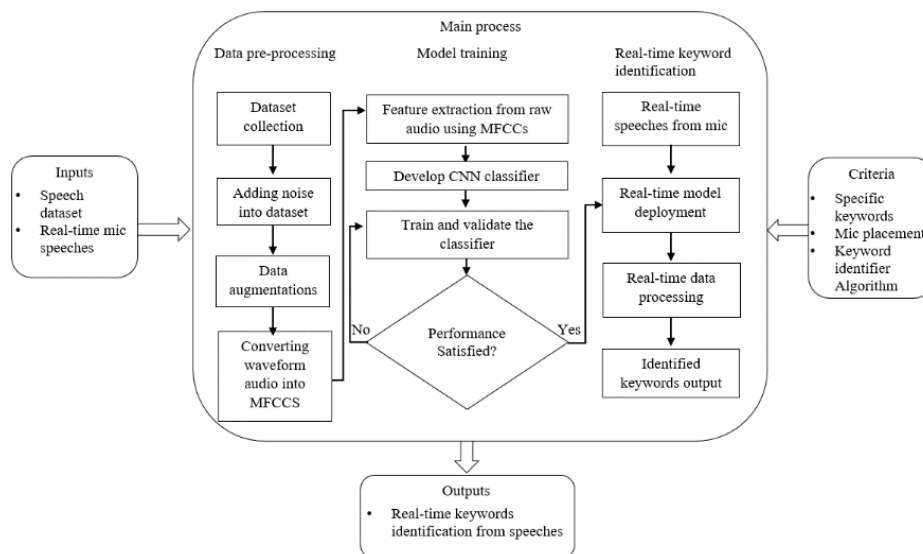 Main process
Data pre-processing
Model training
Real-time keyword
identification
Inputs
• Speech
dataset
• Real-time mic
speeches
Dataset
collection
Adding noise
into dataset
Data
augmentations
Converting
waveform
audio into
MFCCS
Feature extraction from raw
audio using MFCCs
Develop CNN classifier
Train and validate the
classifier
Performance
Satisfied?
No
Yes
Real-time
speeches from mic
Real-time model
deployment
Real-time data
processing
Identified
keywords output
Criteria
• Specific
keywords
• Mic placement
• Keyword
identifier
Algorithm
Outputs
• Real-time keywords
identification from speeches